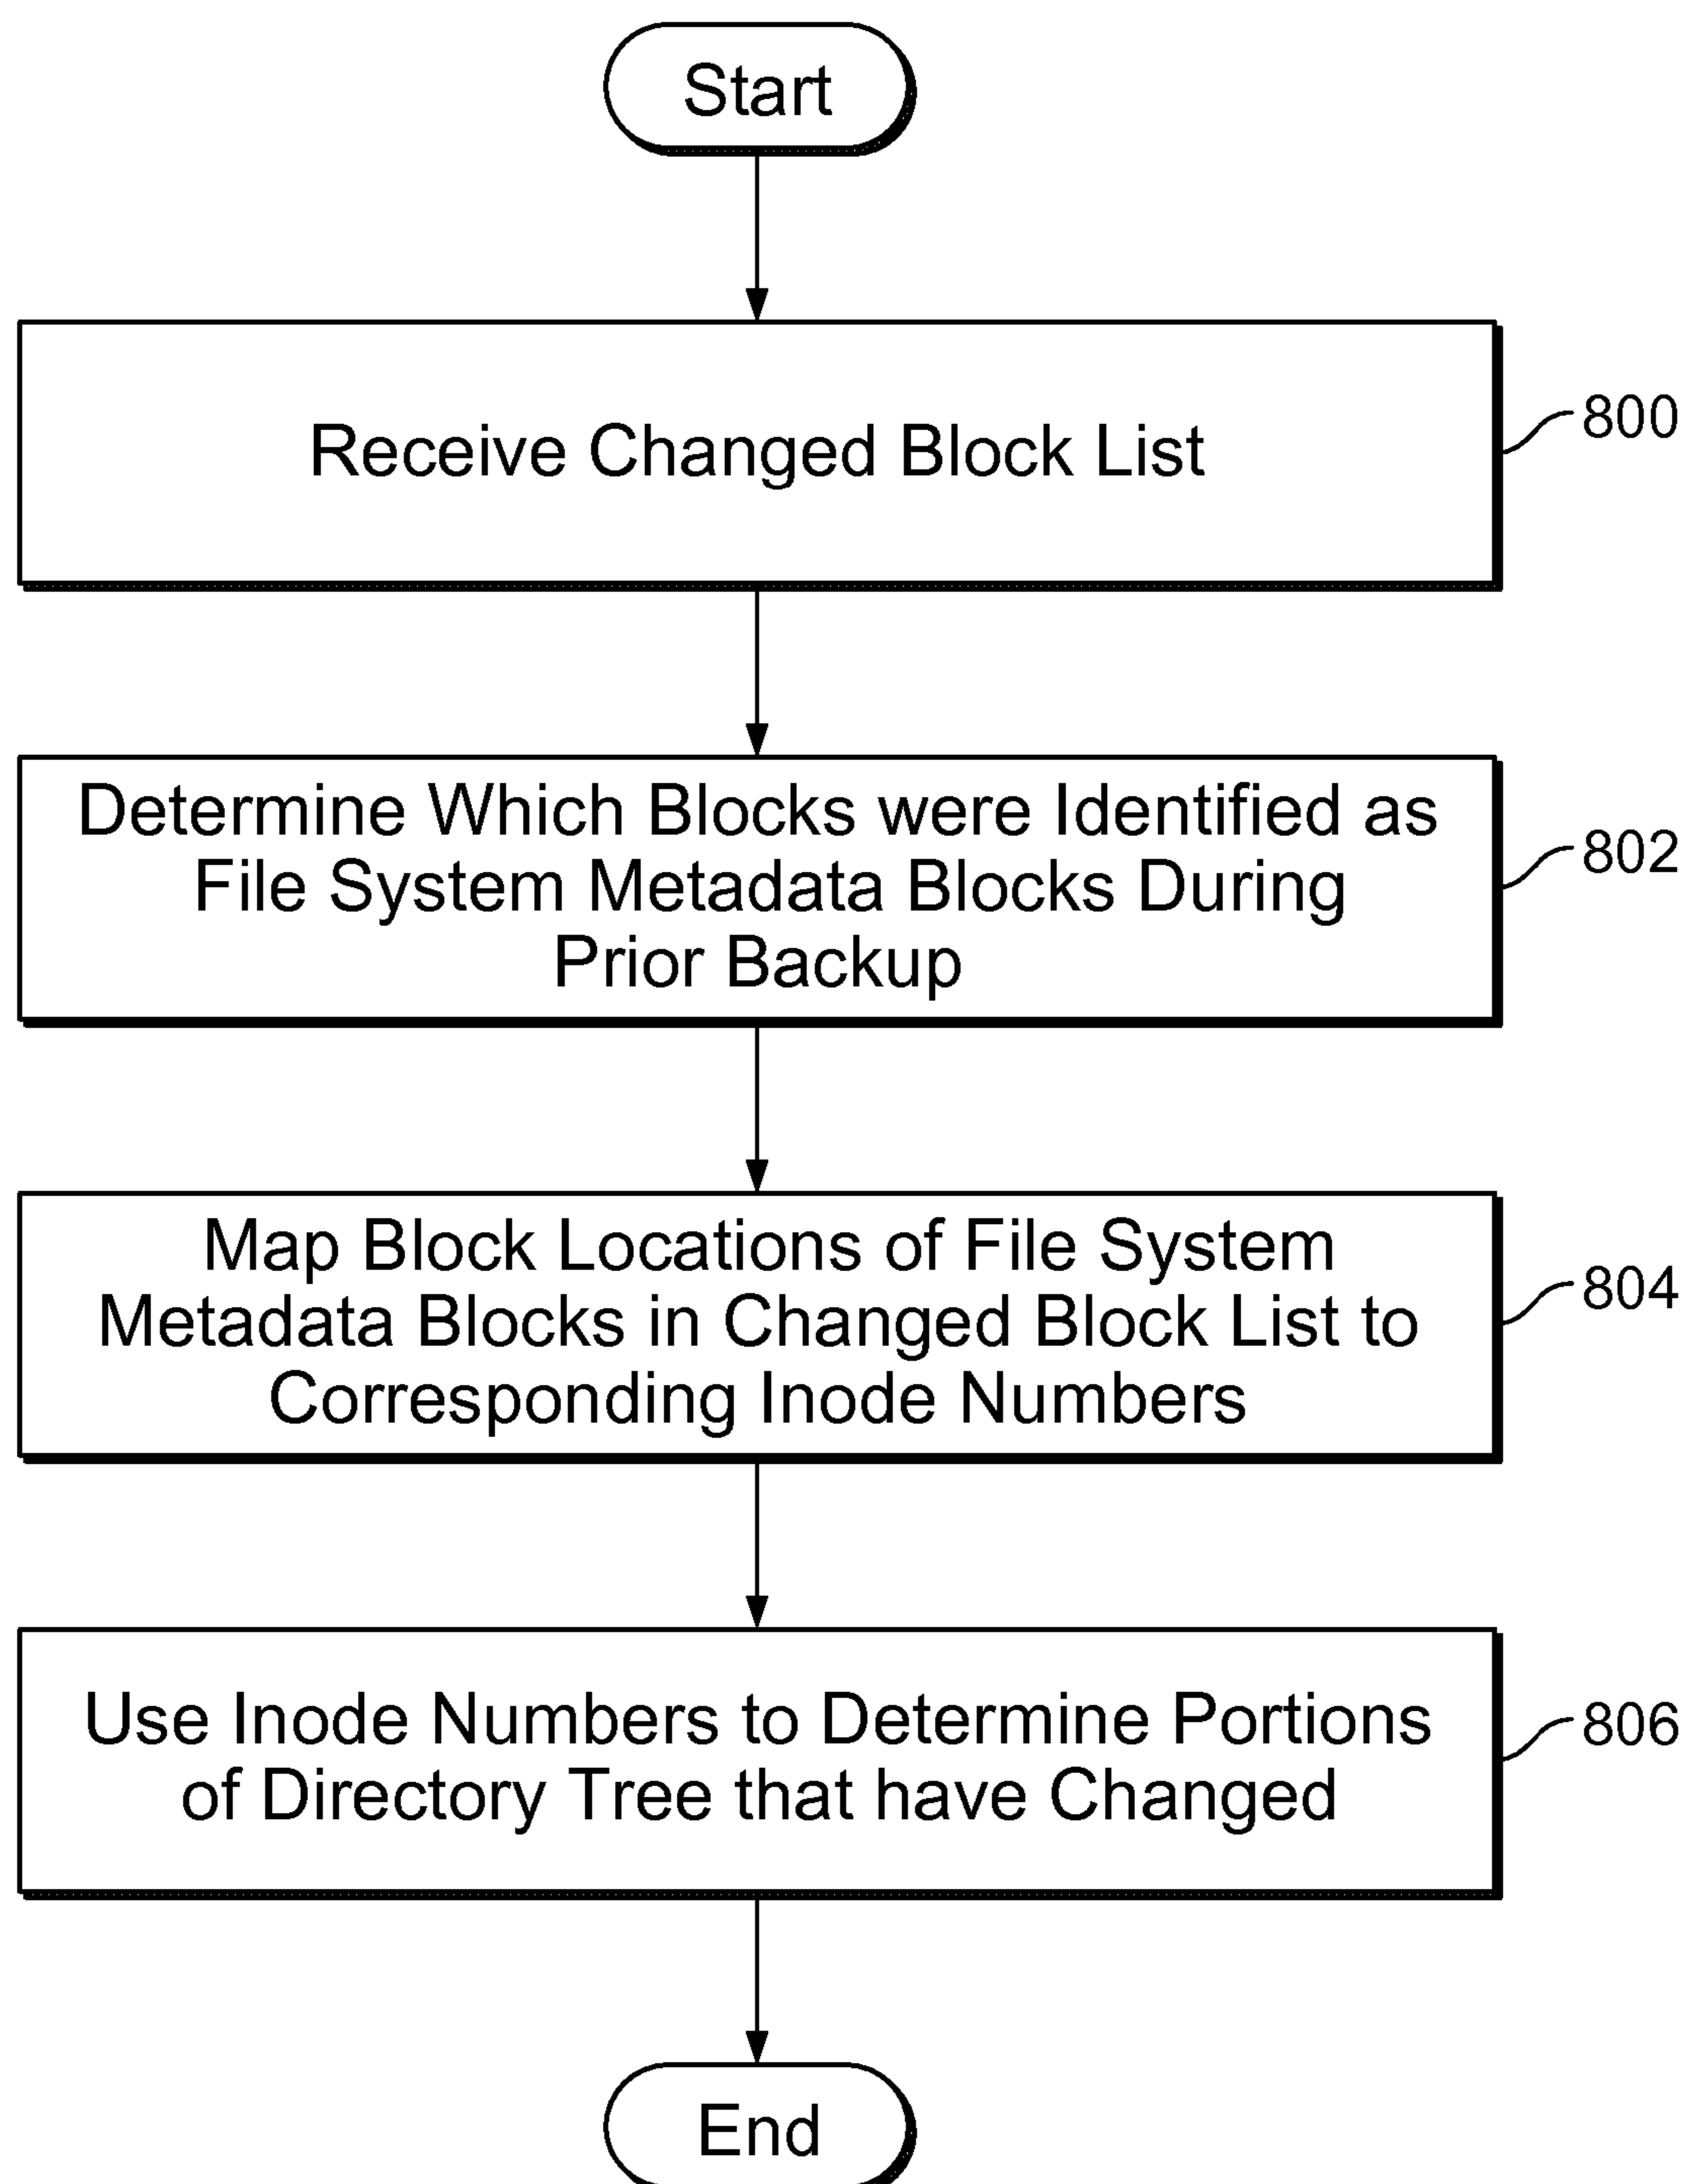 Start
Receive Changed Block List
800
Determine Which Blocks were Identified as
File System Metadata Blocks During
Prior Backup
802
Map Block Locations of File System
Metadata Blocks in Changed Block List to
Corresponding Inode Numbers
804
Use Inode Numbers to Determine Portions
of Directory Tree that have Changed
806
End